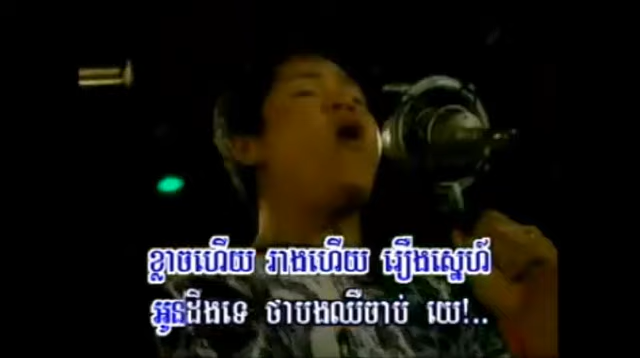 ខ្លាចហើយ រាងហើយ រឿងស្នេហ៍
អូនដឹងទេ ថាបងឈឺចាប់ យេ!..